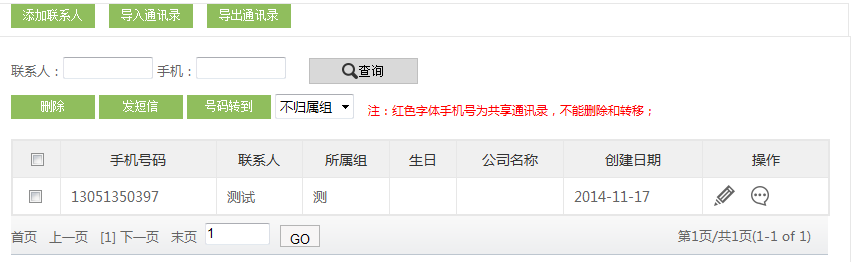 添加联系人 导入通讯录 导出通讯录
联系人： 手机： 查询
删除 发短信 号码转到 不归属组 注：红色字体手机号为共享通讯录，不能删除和转移；
手机号码 联系人 所属组 生日 公司名称 创建日期 操作
13051350397 测试 测 2014-11-17
首页 上一页 [1] 下一页 末页 1 GO 第1页/共1页(1-1 of 1)